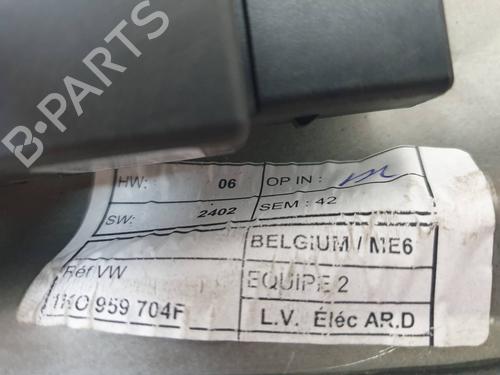 B-PARTS
HW: 06 OP IN :
SW: 2402 SEM : 42
BELGIUM / ME6
Réf VW EQUIPE 2
1K0 959 704F L.V. Éléc AR.D